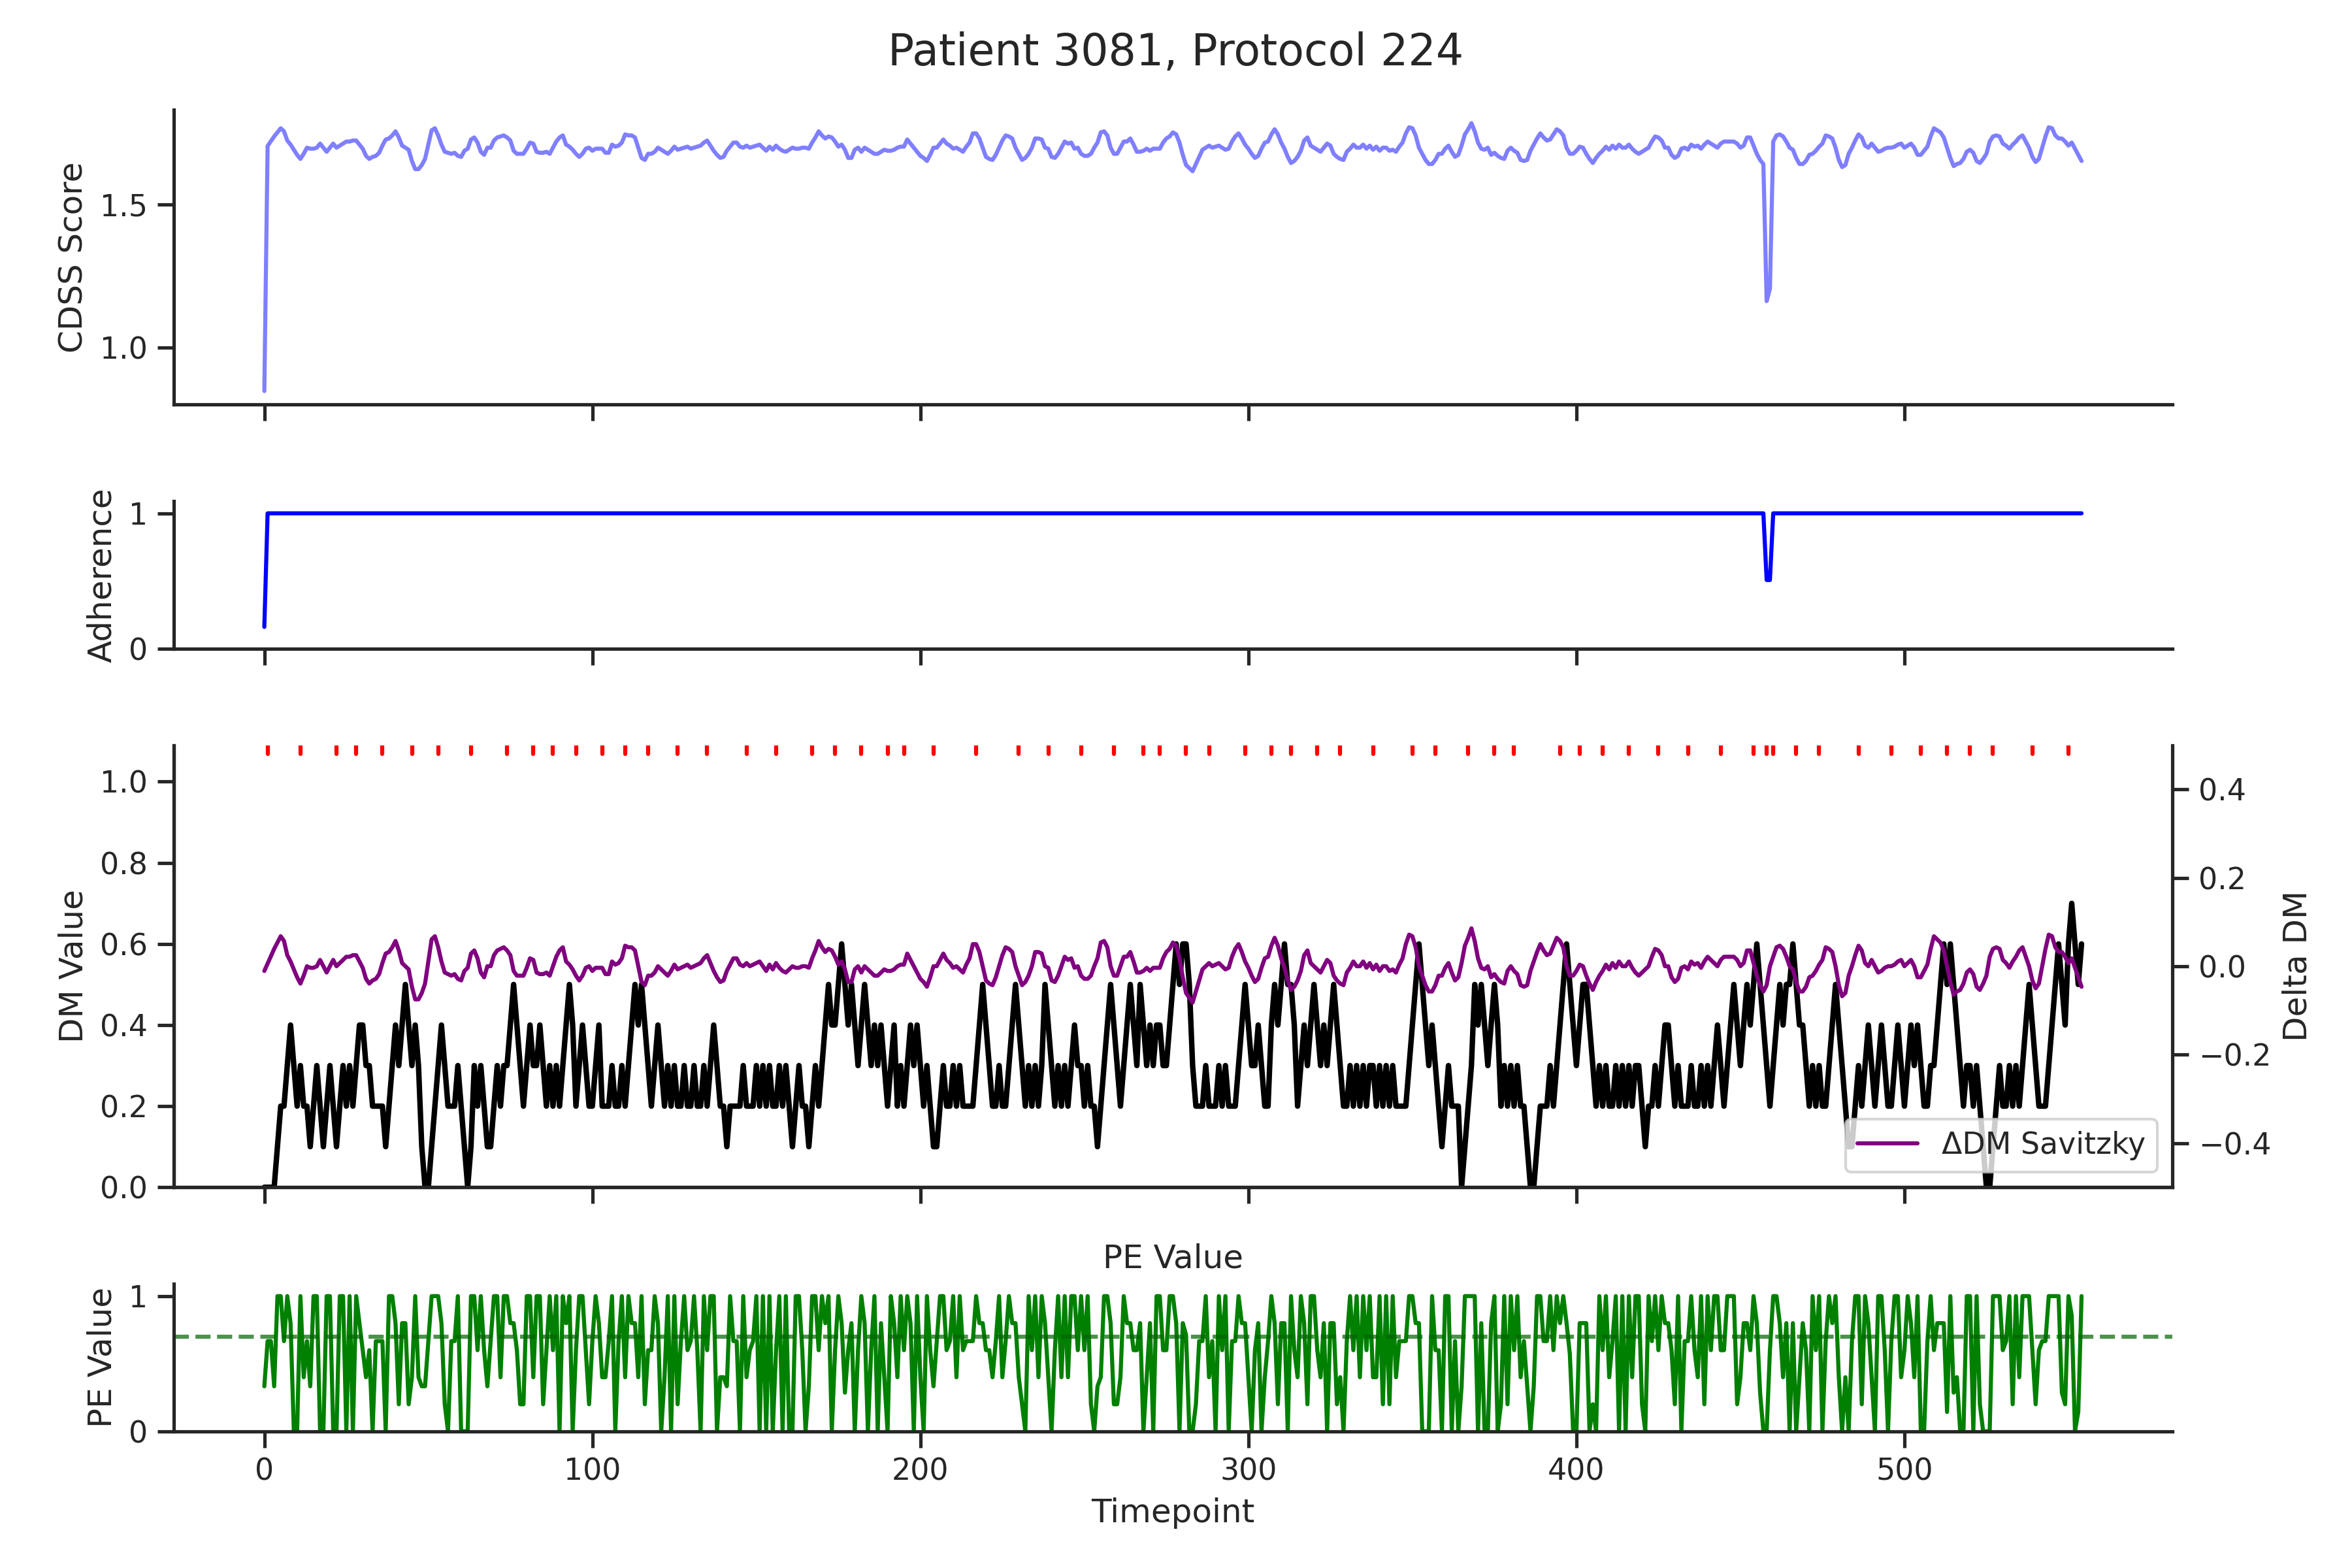 Patient 3081, Protocol 224
CDSS Score
1.5
1.0
Adherence
1
0
DM Value
1.0
0.8
0.6
0.4
0.2
0.0
Delta DM
0.4
0.2
0.0
−0.2
−0.4
ΔDM Savitzky
PE Value
PE Value
1
0
0 100 200 300 400 500
Timepoint